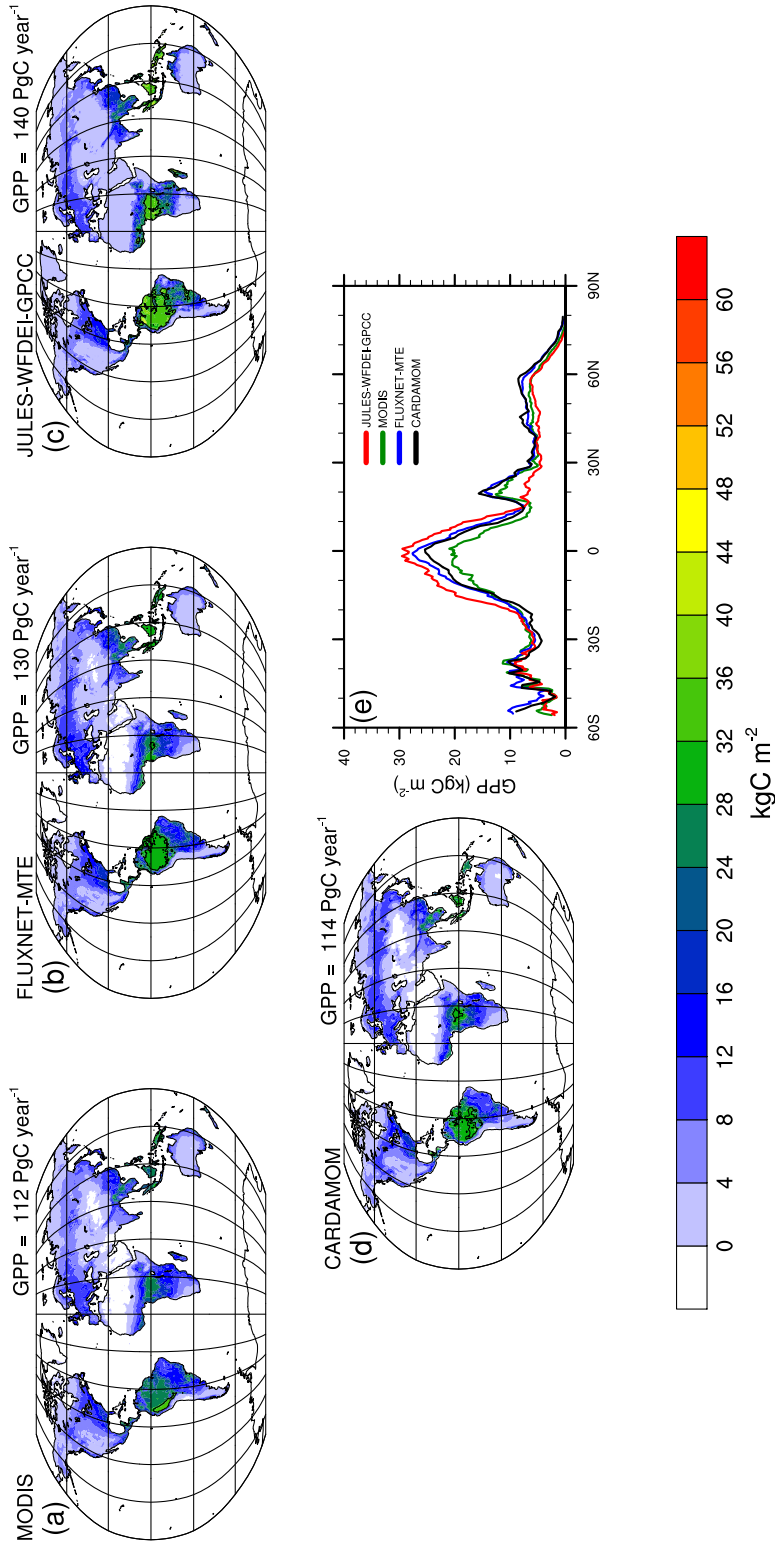 MODIS
GPP = 112 PgC year-1
(a)
FLUXNET-MTE
GPP = 130 PgC year-1
(b)
JULES-WFDEI-GPCC
GPP = 140 PgC year-1
(c)
CARDAMOM
GPP = 114 PgC year-1
(d)
(e)
JULES-WFDEI-GPCC
MODIS
FLUXNET-MTE
CARDAMOM
GPP (kgC m-2)
40
30
20
10
0
60S 30S 0 30N 60N 90N
0 4 8 12 16 20 24 28 32 36 40 44 48 52 56 60
kgC m-2